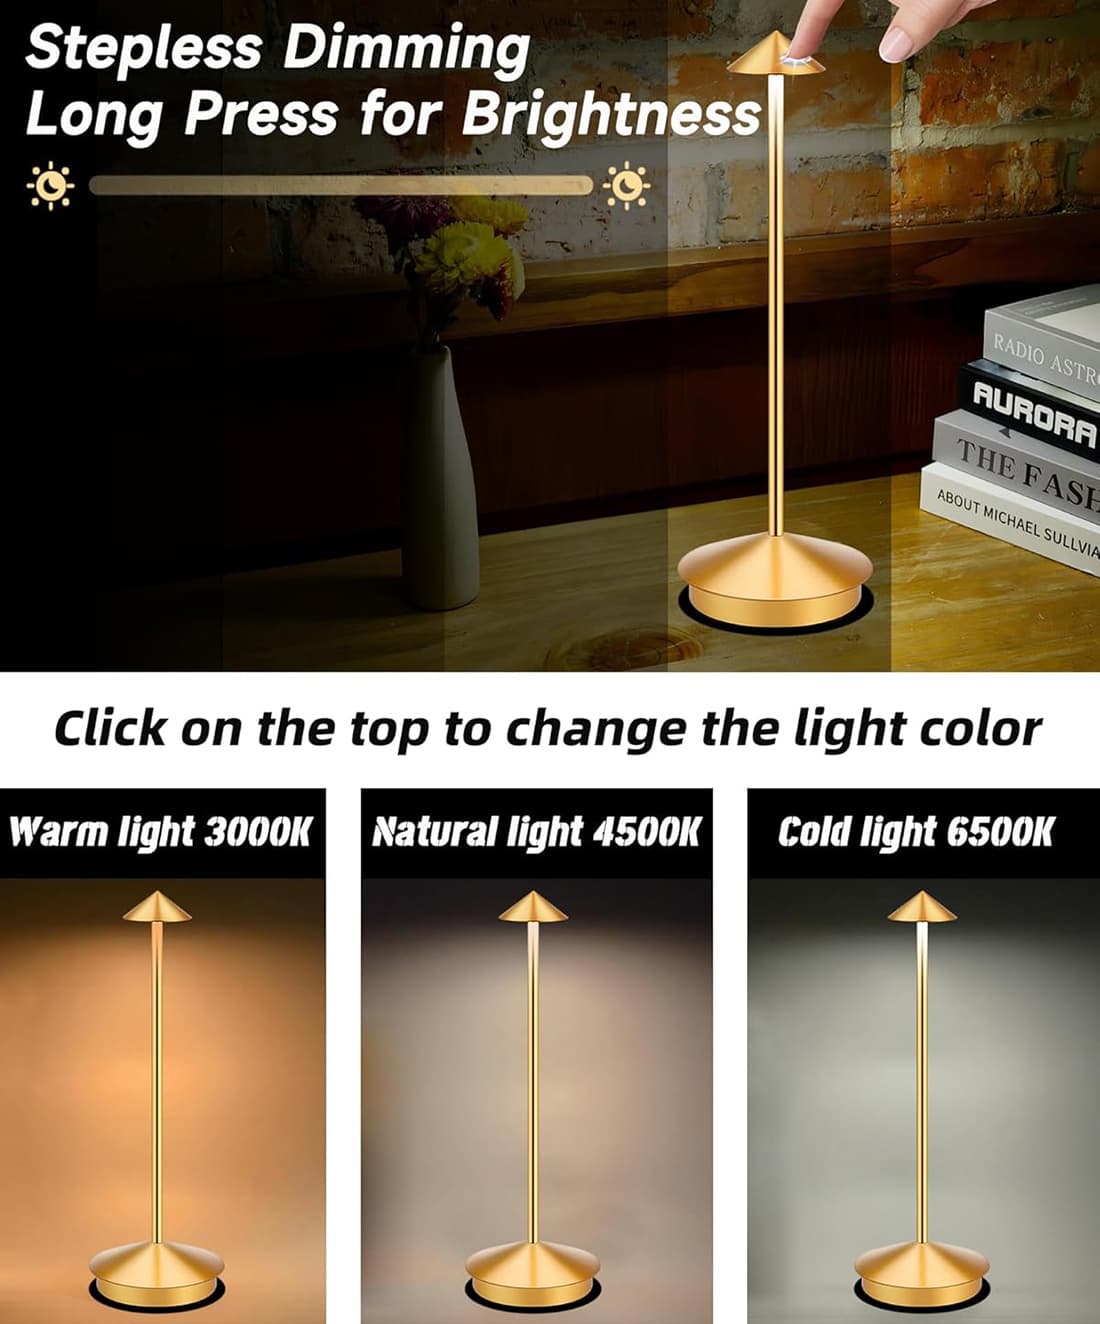 Stepless Dimming
Long Press for Brightness
RADIO ASTRO
AURORA
THE FASH
ABOUT MICHAEL SULLVIA
Click on the top to change the light color
Warm light 3000K
Natural light 4500K
Cold light 6500K